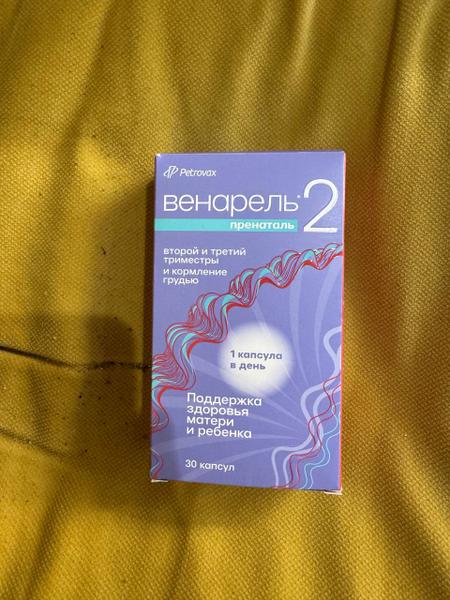 Petrovax
венарель® 2
пренаталь
второй и третий
триместры
и кормление
грудью
1 капсула
в день
Поддержка
здоровья
матери
и ребенка
30 капсул